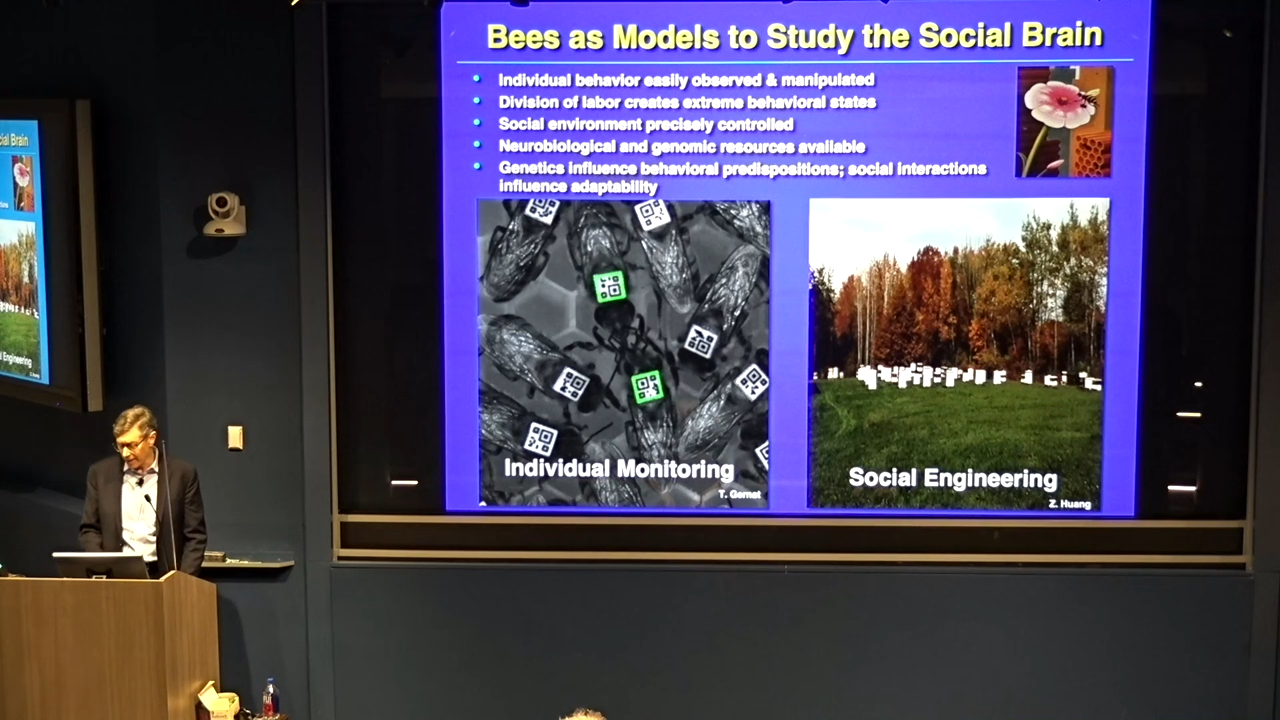 Bees as Models to Study the Social Brain
Individual behavior easily observed & manipulated
Division of labor creates extreme behavioral states
Social environment precisely controlled
Neurobiological and genomic resources available
Genetics influence behavioral predispositions; social interactions
influence adaptability
Individual Monitoring
T. Gernat
Social Engineering
Z. Huang
cial Brain
Engineering